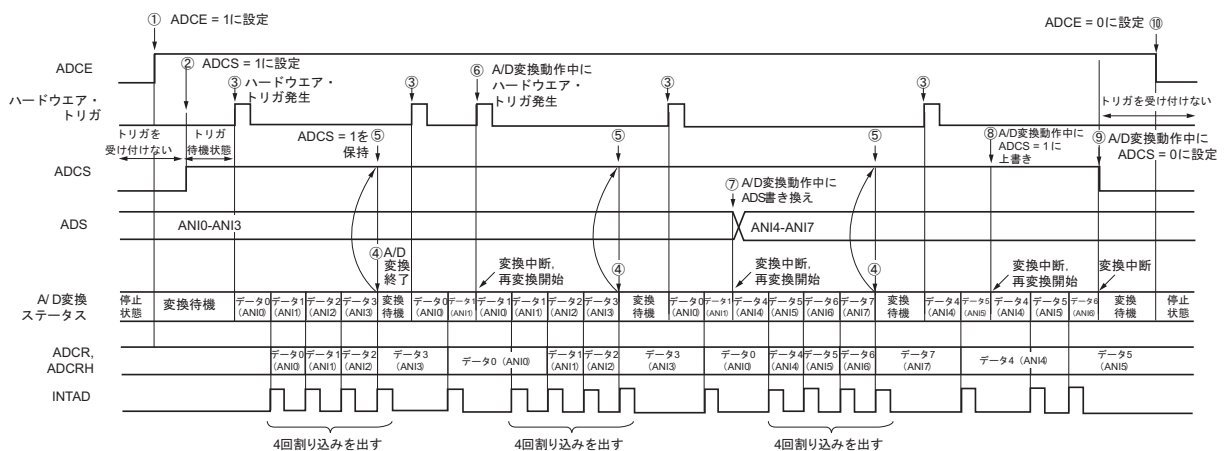 ① ADCE = 1に設定
ADCE = 0に設定 ⑩
ADCE
② ADCS = 1に設定
③ ハードウエア・
トリガ発生
③
⑥ A/D変換動作中に
ハードウエア・
トリガ発生
③
③
ハードウエア・
トリガ
トリガを
受け付けない
トリガ
待機状態
ADCS = 1を
保持
⑤
⑤
⑤
⑧ A/D変換動作中に
ADCS = 1に
上書き
トリガを受け付けない
⑨ A/D変換動作中に
ADCS = 0に設定
ADCS
⑦ A/D変換動作中に
ADS書き換え
ADS
ANI0-ANI3
ANI4-ANI7
④ A/D
変換
終了
変換中断,
再変換開始
④
変換中断,
再変換開始
④
変換中断,
再変換開始
変換中断
A/D変換
ステータス
停止
状態
変換待機
データ0
(ANI0)
データ1
(ANI1)
データ2
(ANI2)
データ3
(ANI3)
変換
待機
データ0
(ANI0)
データ1
(ANI1)
データ0
(ANI0)
データ1
(ANI1)
データ2
(ANI2)
データ3
(ANI3)
変換
待機
データ0
(ANI0)
データ1
(ANI1)
データ4
(ANI4)
データ5
(ANI5)
データ6
(ANI6)
データ7
(ANI7)
変換
待機
データ4
(ANI4)
データ5
(ANI5)
データ4
(ANI4)
データ5
(ANI5)
データ6
(ANI6)
変換
待機
停止
状態
ADCR,
ADCRH
データ0
(ANI0)
データ1
(ANI1)
データ2
(ANI2)
データ3
(ANI3)
データ0 (ANI0)
データ1
(ANI1)
データ2
(ANI2)
データ3
(ANI3)
データ0
(ANI0)
データ4
(ANI4)
データ5
(ANI5)
データ6
(ANI6)
データ7
(ANI7)
データ4 (ANI4)
データ5
(ANI5)
INTAD
4回割り込みを出す
4回割り込みを出す
4回割り込みを出す